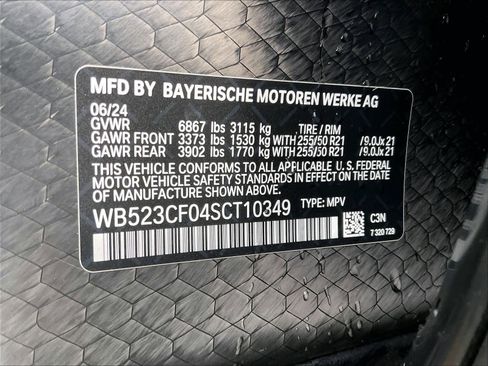 MFD BY BAYERISCHE MOTOREN WERKE AG
06/24
GVWR 6867 lbs 3115 kg TIRE / RIM
GAWR FRONT 3373 lbs 1530 kg WITH 255/50 R21 /9.0Jx 21
GAWR REAR 3902 lbs 1770 kg WITH 255/50 R21 /9.0Jx 21
THIS VEHICLE CONFORMS TO ALL APPLICABLE U. S. FEDERAL
MOTOR VEHICLE SAFETY STANDARDS IN EFFECT ON THE DATE OF
MANUFACTURE SHOWN ABOVE.
WB523CF04SCT10349 TYPE: MPV
C3N
7 320 729